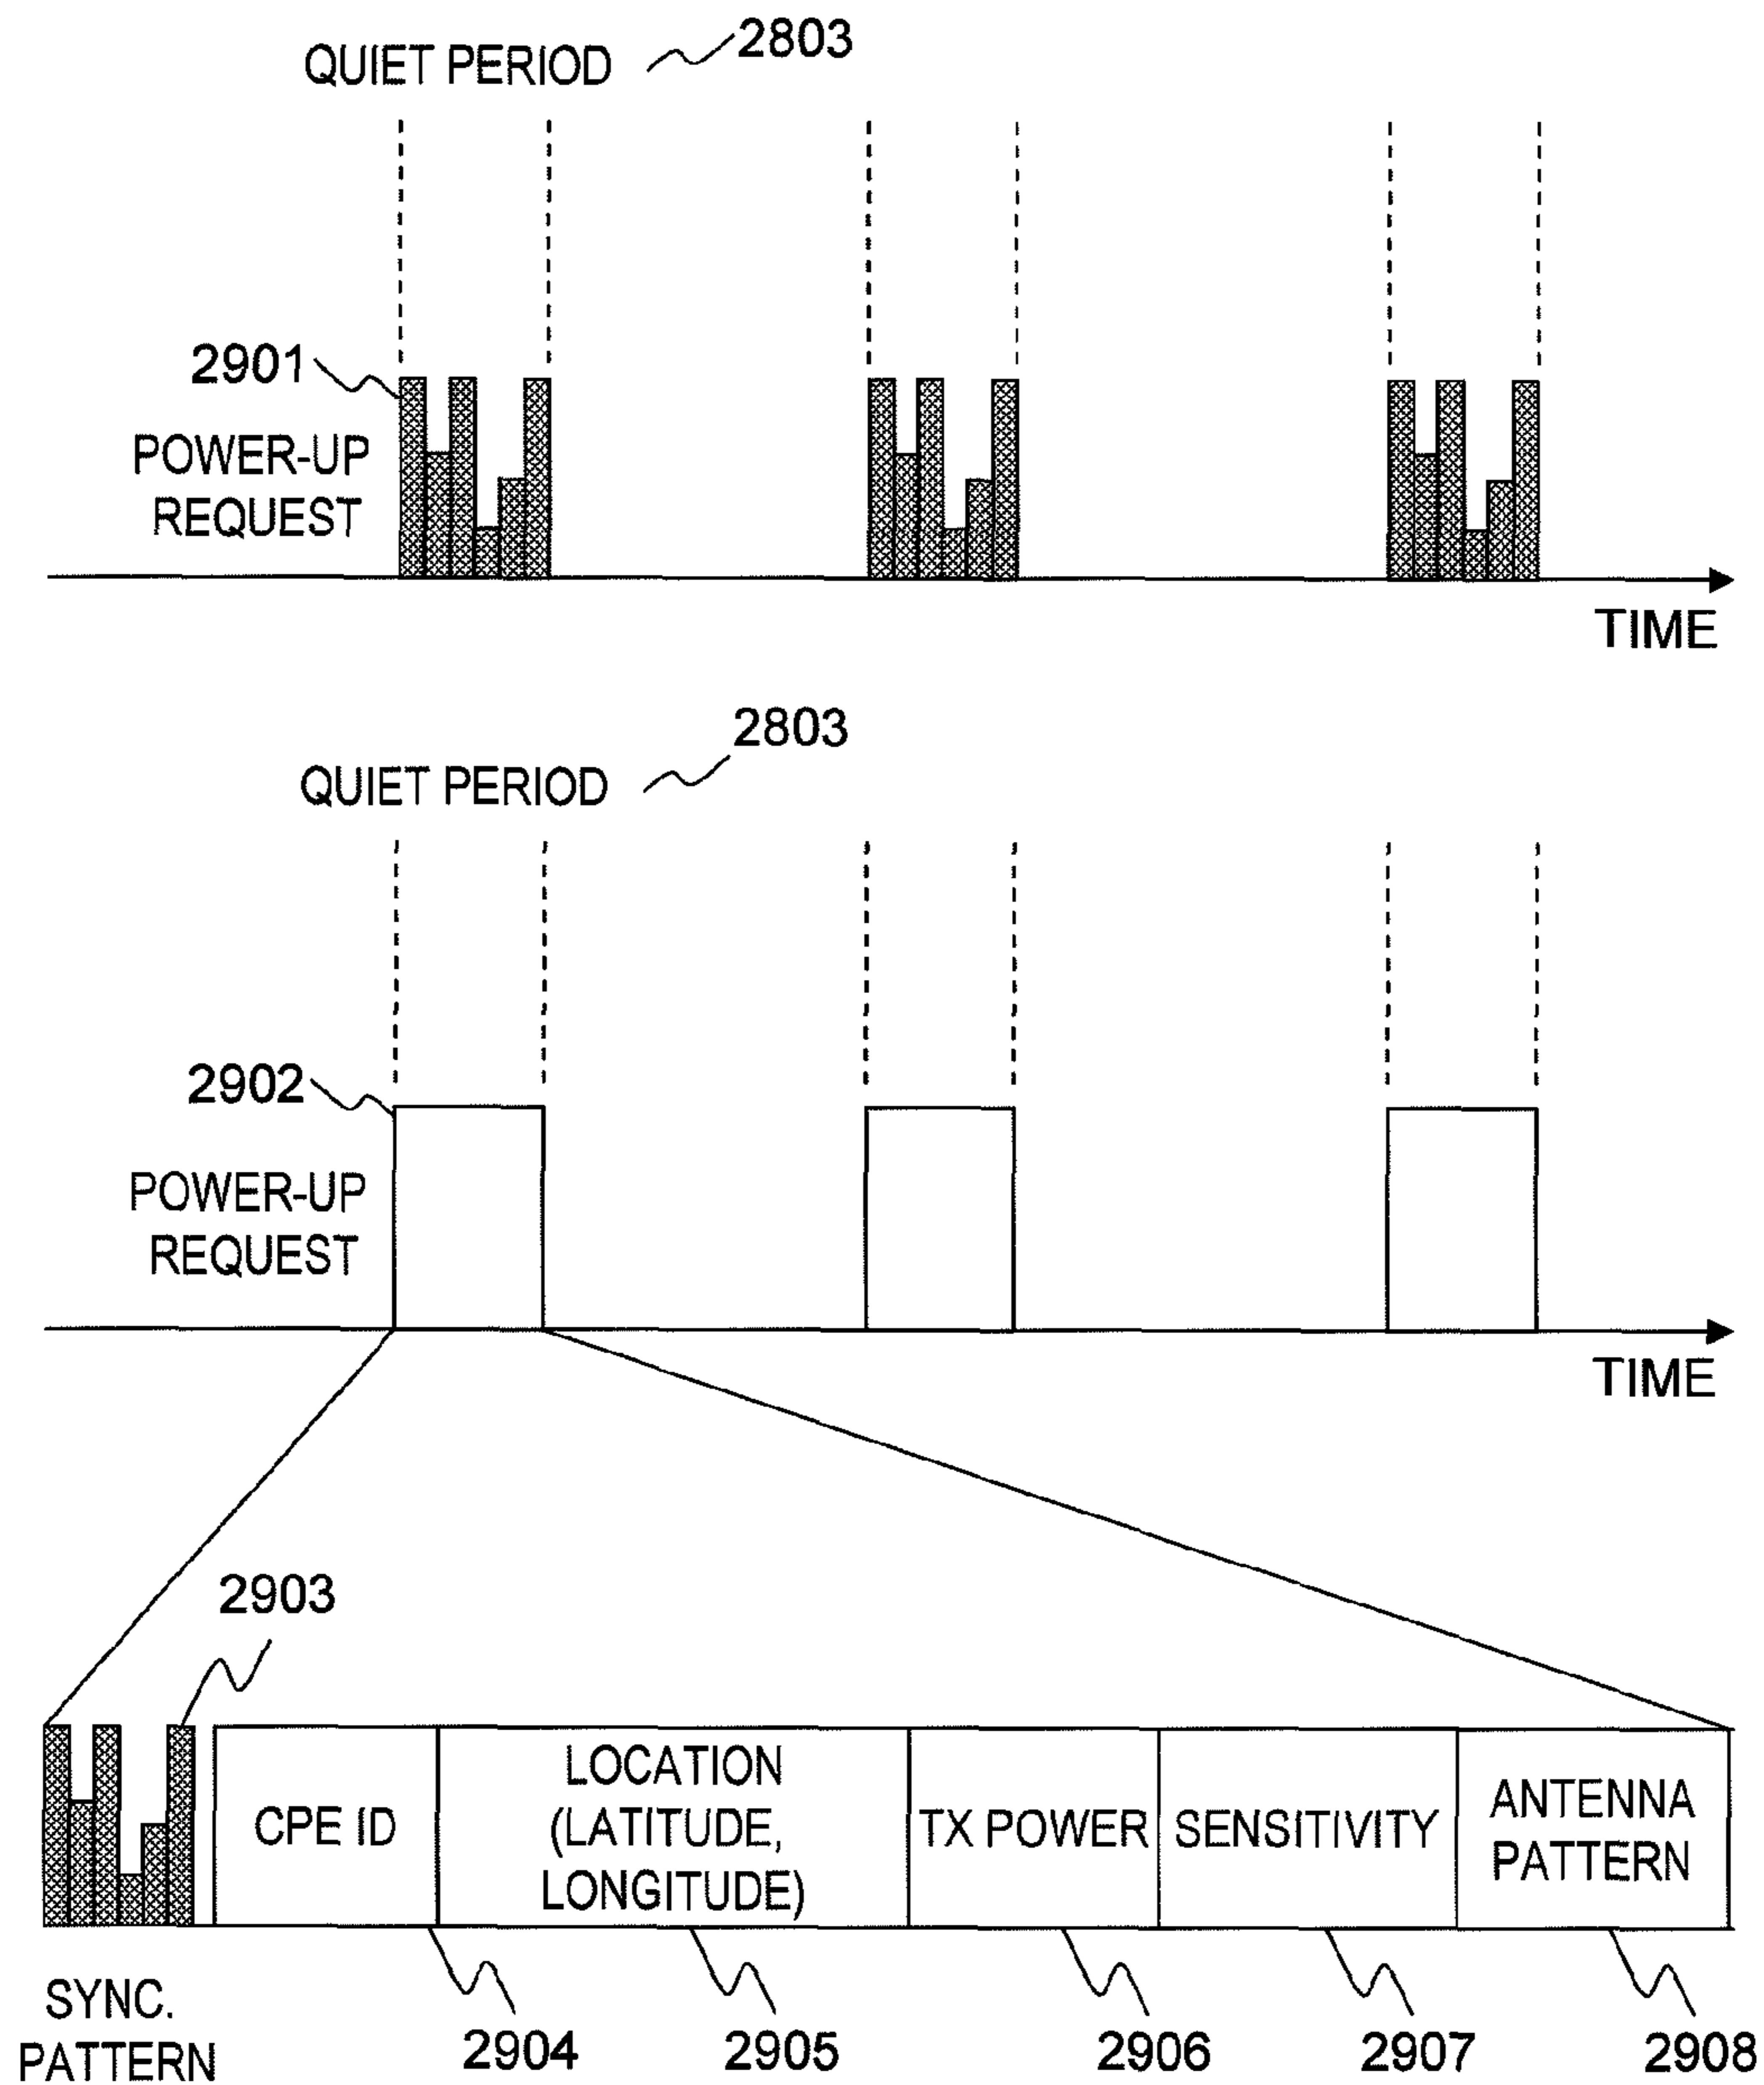 2803
QUIET PERIOD
2901
POWER-UP
REQUEST
TIME
2803
QUIET PERIOD
2902
POWER-UP
REQUEST
TIME
2903
CPE ID
LOCATION
(LATITUDE,
LONGITUDE)
TX POWER
SENSITIVITY
ANTENNA
PATTERN
SYNC.
PATTERN
2904
2905
2906
2907
2908